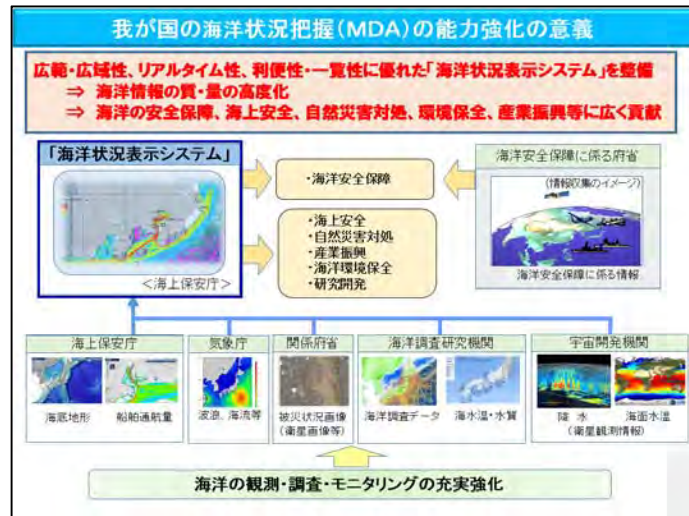 我が国の海洋状況把握(MDA)の能力強化の意義
広範・広域性、リアルタイム性、利便性・一覧性に優れた「海洋状況表示システム」を整備
⇒ 海洋情報の質・量の高度化
⇒ 海洋の安全保障、海上安全、自然災害対処、環境保全、産業振興等に広く貢献
「海洋状況表示システム」
<海上保安庁>
・海洋安全保障
・海上安全
・自然災害対処
・産業振興
・海洋環境保全
・研究開発
海洋安全保障に係る府省
(情報収集のイメージ)
海洋安全保障に係る情報
海上保安庁
海底地形
船舶通航量
気象庁
波浪、海流等
関係府省
被災状況画像
(衛星画像等)
海洋調査研究機関
海洋調査データ
海水温・水質
宇宙開発機関
降水
海面水温
(衛星観測情報)
海洋の観測・調査・モニタリングの充実強化